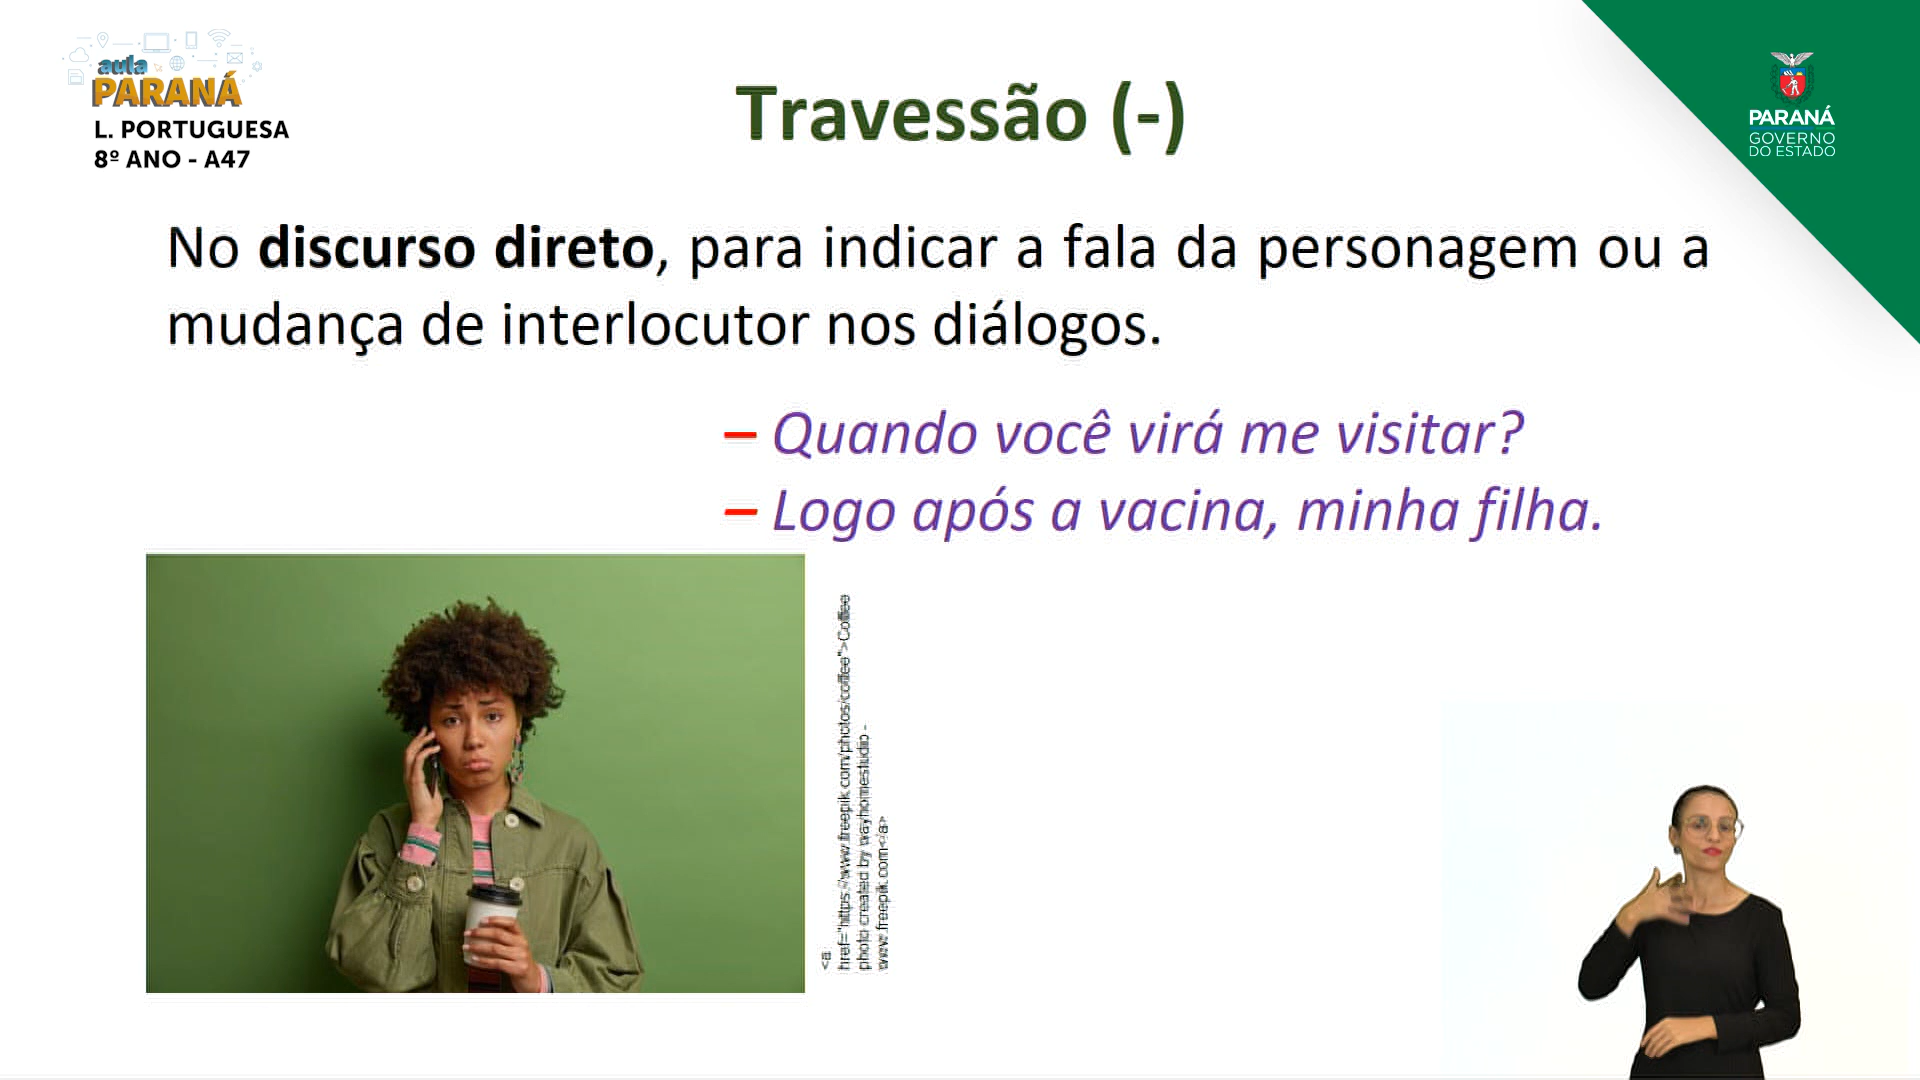 aula
PARANÁ
L. PORTUGUESA
8º ANO - A47
Travessão (-)
PARANÁ
GOVERNO
DO ESTADO
No discurso direto, para indicar a fala da personagem ou a
mudança de interlocutor nos diálogos.
– Quando você virá me visitar?
– Logo após a vacina, minha filha.
<a
href="https://www.freepik.com/photos/coffee">Coffee
photo created by wayhomestudio -
www.freepik.com</a>